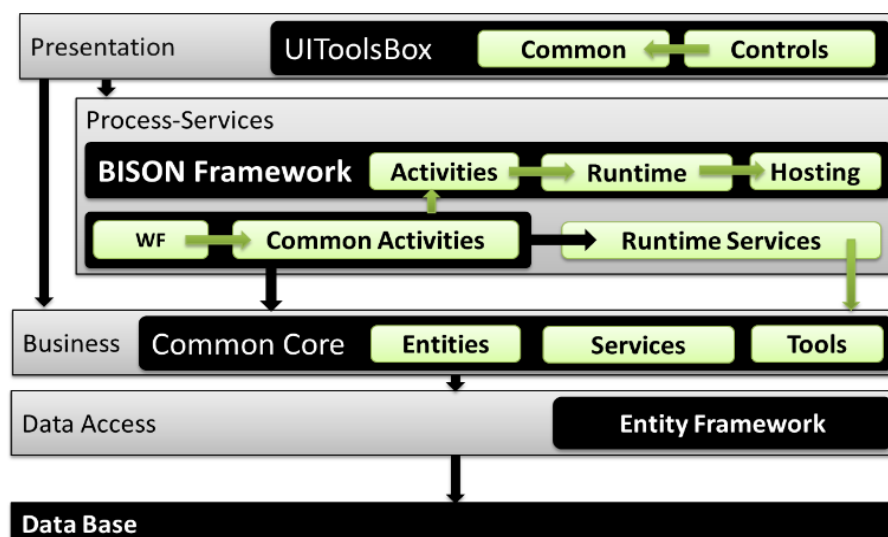 Presentation UIToolsBox Common Controls
Process-Services
BISON Framework Activities Runtime Hosting
WF Common Activities Runtime Services
Business Common Core Entities Services Tools
Data Access Entity Framework
Data Base